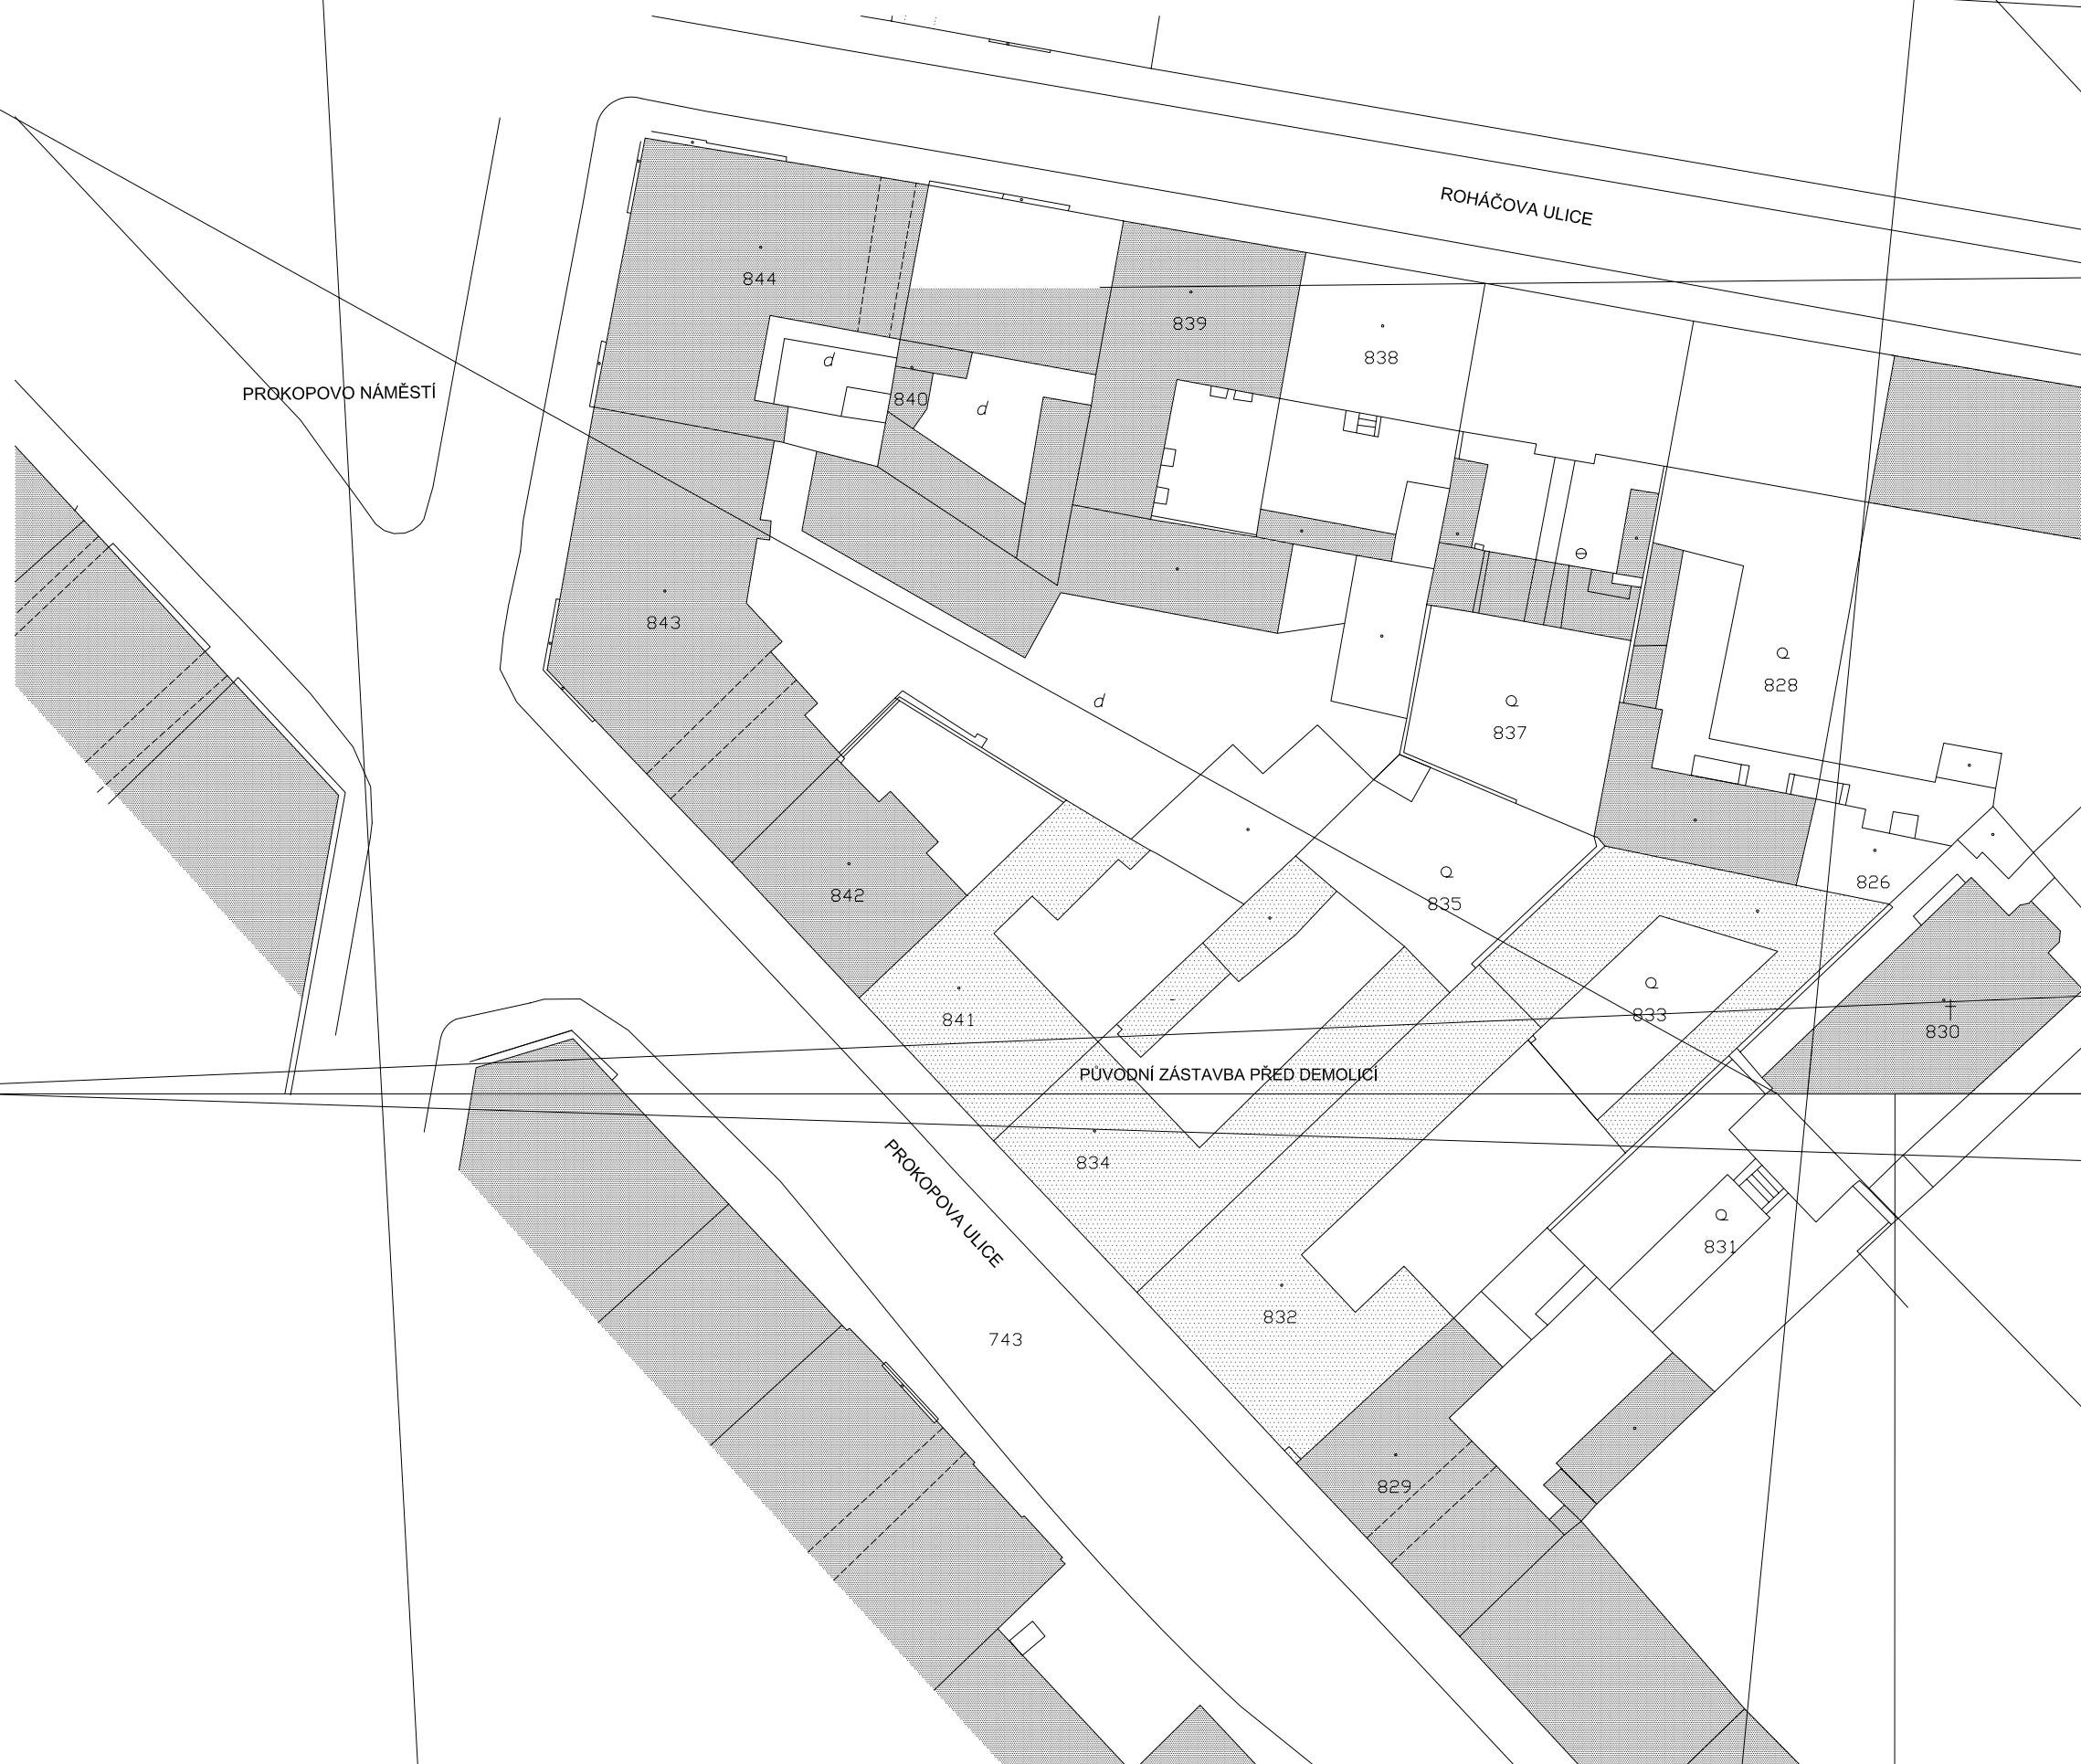 ROHÁČOVA ULICE
844
839
838
d
PROKOPOVO NÁMĚSTÍ
840
d
843
828
d
837
826
842
835
841
833
830
PŮVODNÍ ZÁSTAVBA PŘED DEMOLICÍ
834
PROKOPOVA ULICE
831
832
743
829